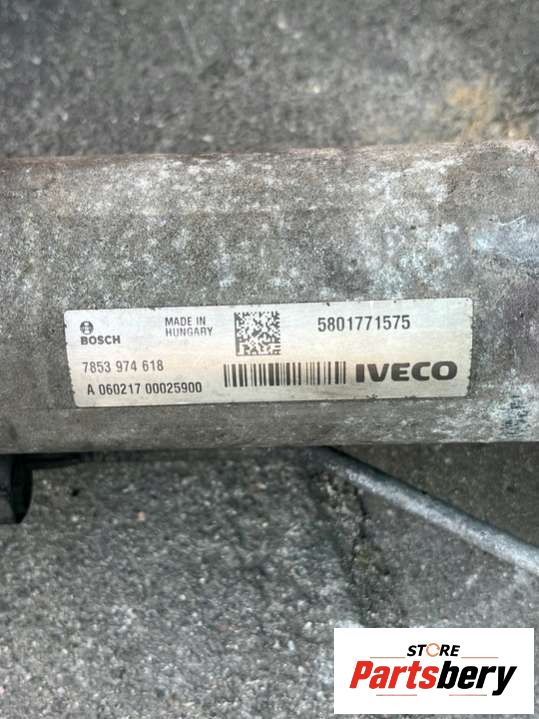 BOSCH
MADE IN
HUNGARY
5801771575
7853 974 618
A 060217 00025900
IVECO
STORE
Partsbery